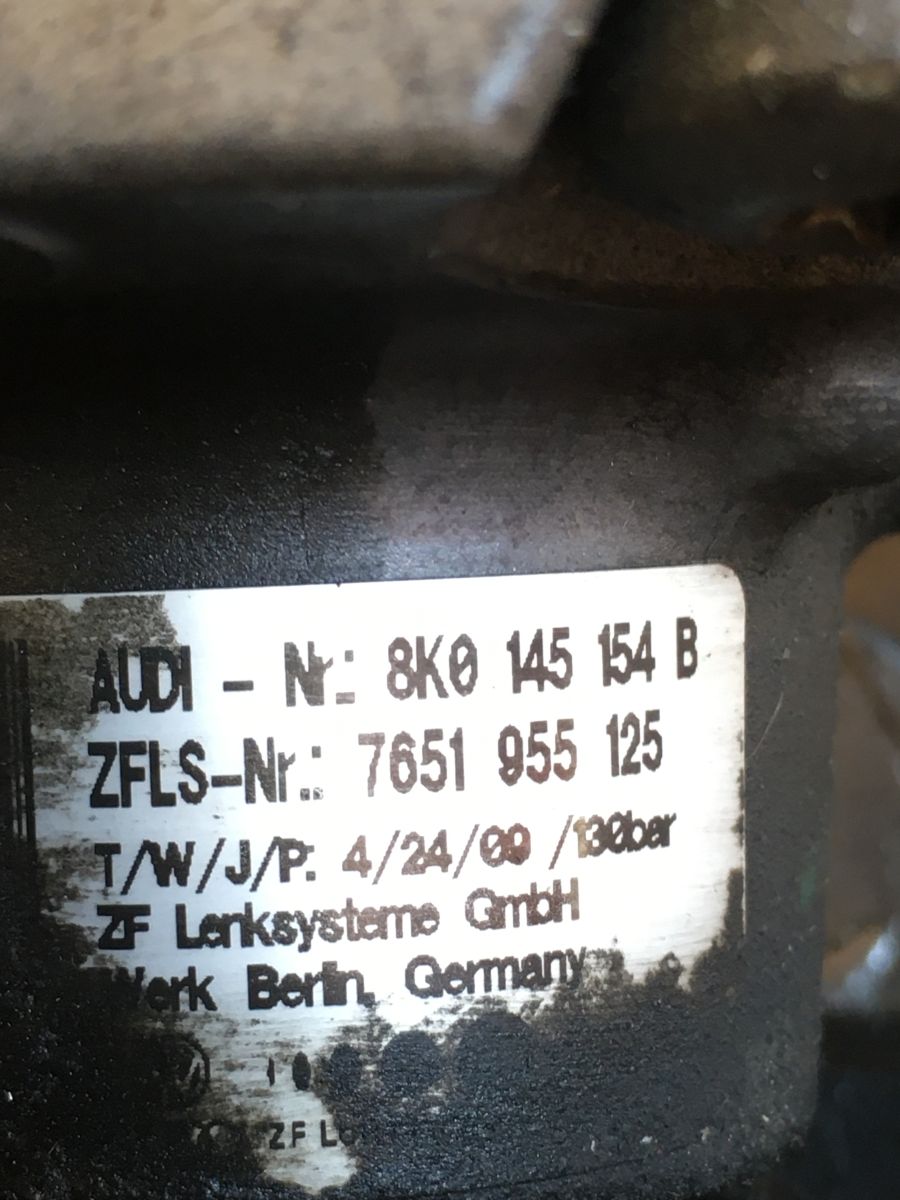 AUDI - Nr.: 8K0 145 154 B
ZFLS-Nr.: 7651 955 125
T/W/J/P: 4/24/09 /130bar
ZF Lenksysteme GmbH
Werk Berlin, Germany
ZF